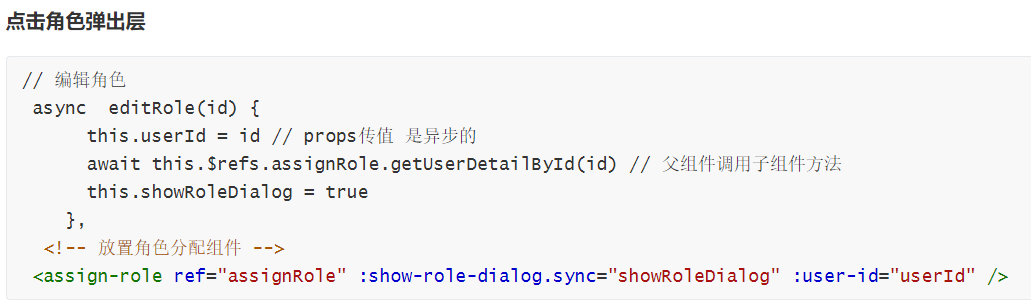 点击角色弹出层
// 编辑角色
async  editRole(id) {
this.userId = id // props传值 是异步的
await this.$refs.assignRole.getUserDetailById(id) // 父组件调用子组件方法
this.showRoleDialog = true
},
<!-- 放置角色分配组件 -->
<assign-role ref="assignRole" :show-role-dialog.sync="showRoleDialog" :user-id="userId" />